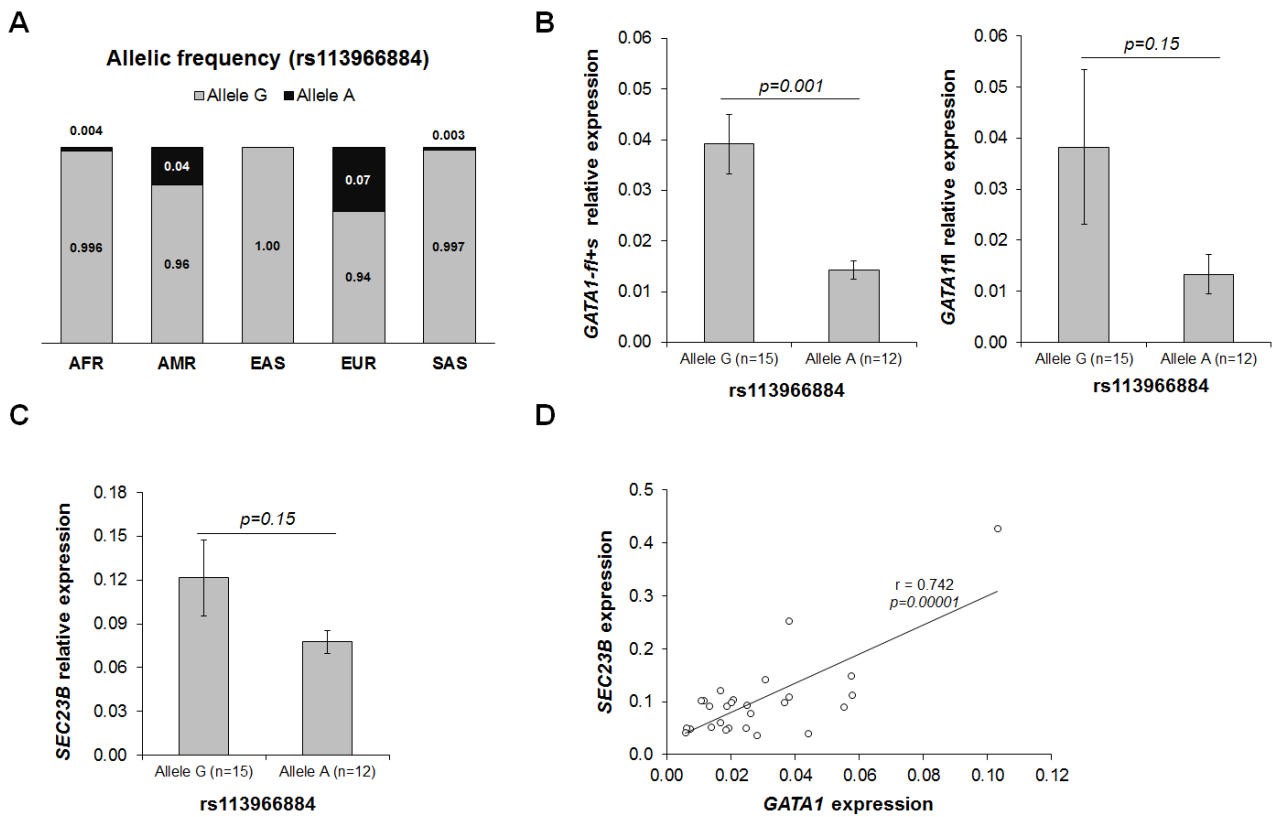 A
Allelic frequency (rs113966884)
Allele G Allele A
0.004
0.003
0.04
0.07
0.996
0.96
1.00
0.94
0.997
AFR AMR EAS EUR SAS
B
GATA1-fl+s relative expression
0.06
0.05
0.04
0.03
0.02
0.01
0.00
p=0.001
Allele G (n=15) Allele A (n=12)
rs113966884
GATA1fl relative expression
0.06
0.05
0.04
0.03
0.02
0.01
0.00
p=0.15
Allele G (n=15) Allele A (n=12)
rs113966884
C
SEC23B relative expression
0.18
0.15
0.12
0.09
0.06
0.03
0.00
p=0.15
Allele G (n=15) Allele A (n=12)
rs113966884
D
SEC23B expression
0.5
0.4
0.3
0.2
0.1
0.0
r = 0.742
p=0.00001
0.00 0.02 0.04 0.06 0.08 0.10 0.12
GATA1 expression